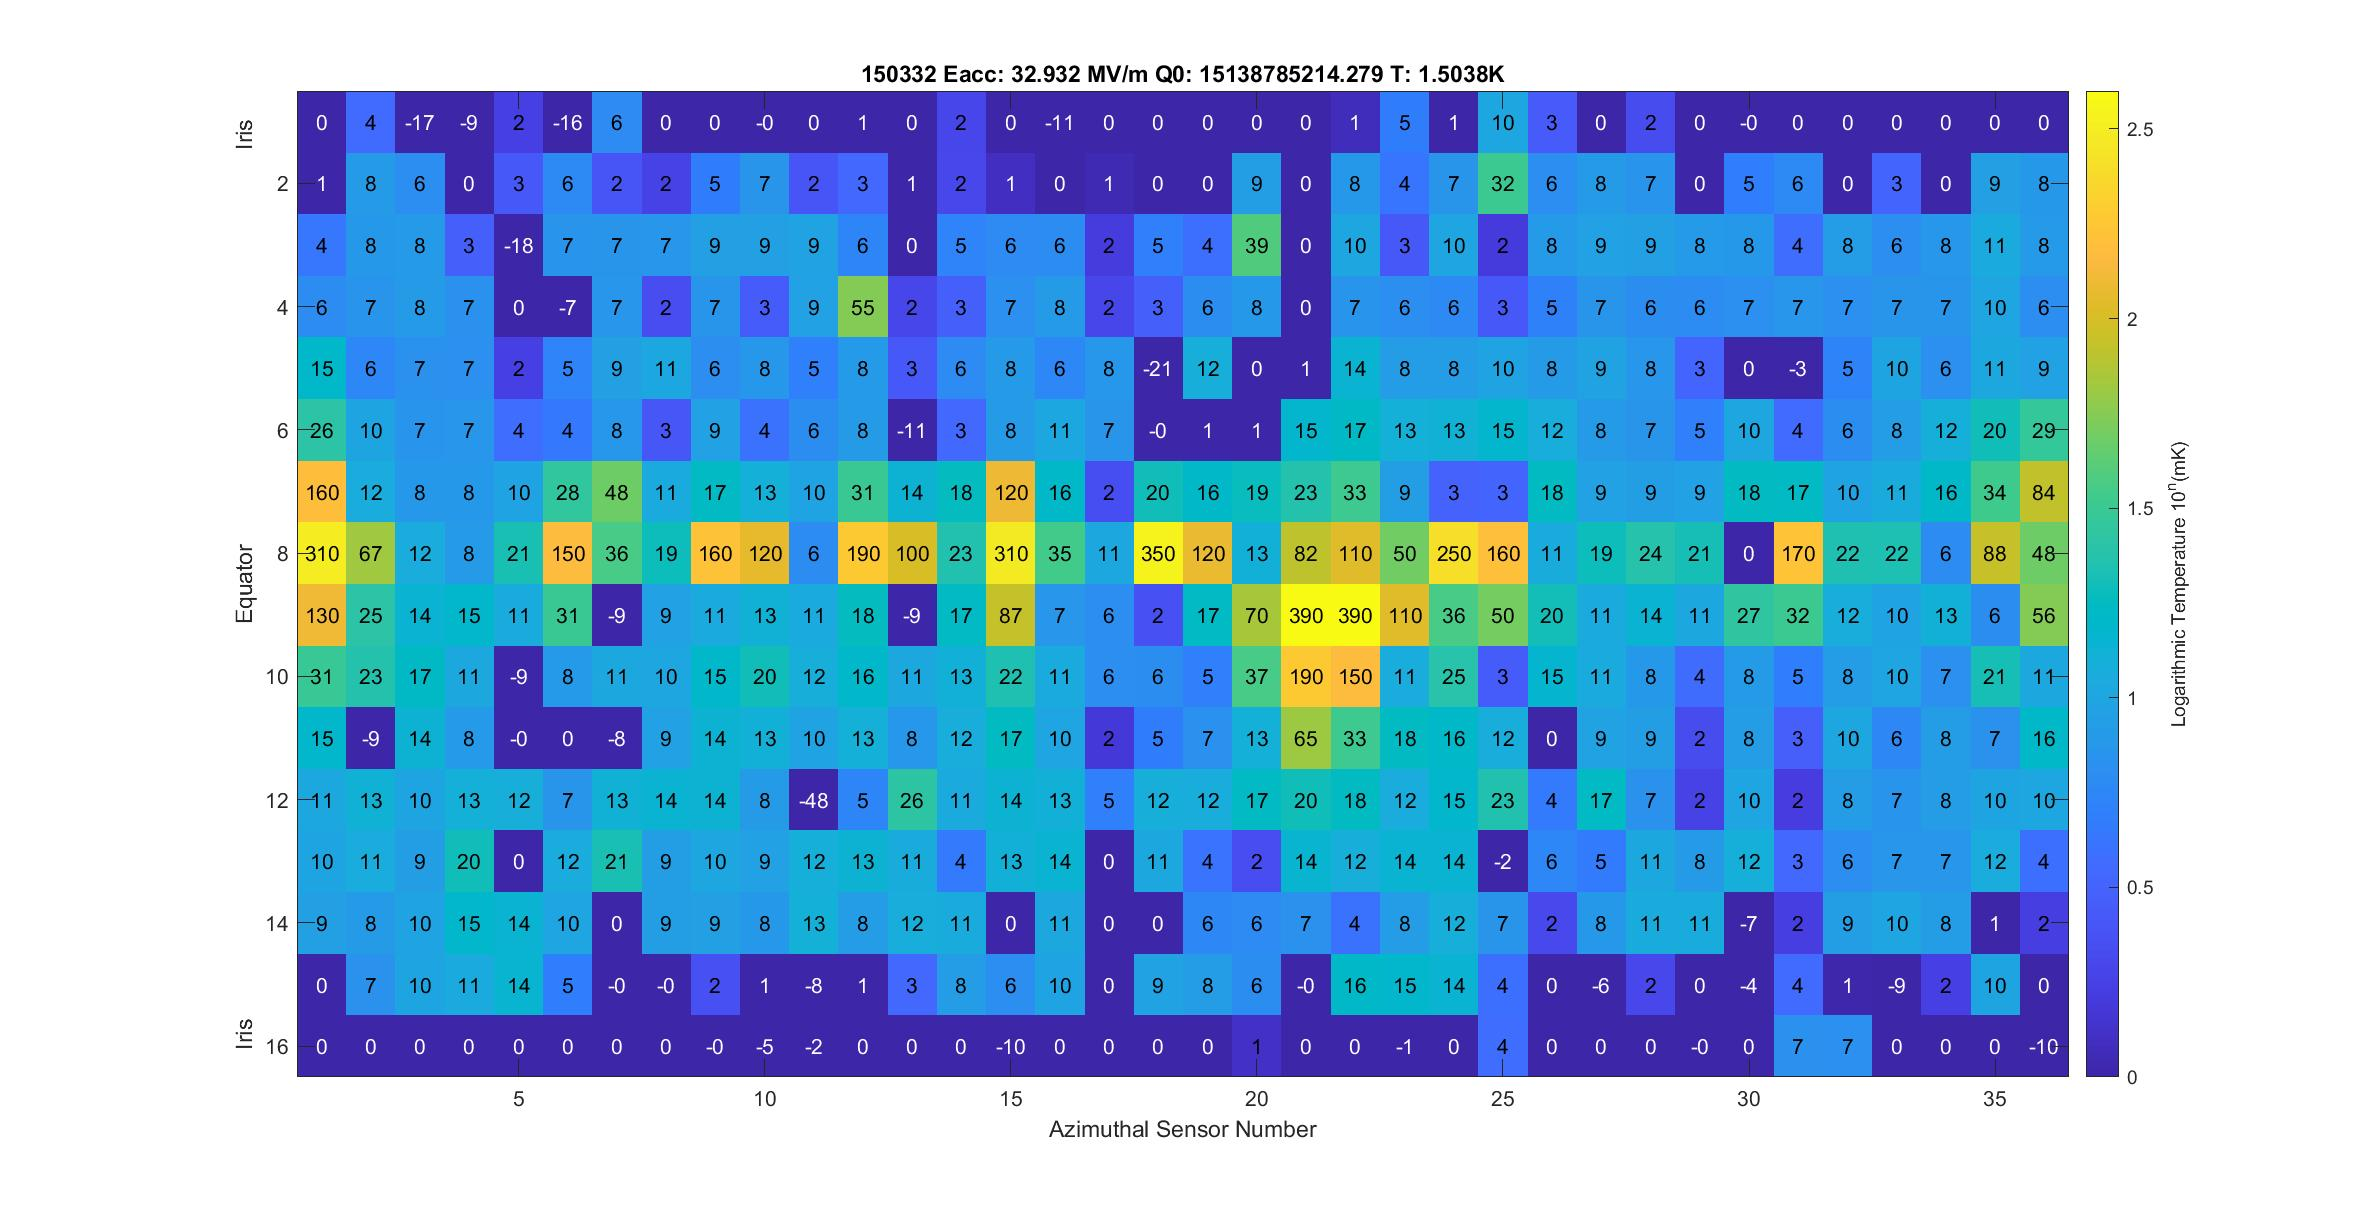 150332 Eacc: 32.932 MV/m Q0: 15138785214.279 T: 1.5038K
Iris 0 4 -17 -9 2 -16 6 0 0 -0 0 1 0 2 0 -11 0 0 0 0 0 1 5 1 10 3 0 2 0 -0 0 0 0 0 0 0
2 1 8 6 0 3 6 2 2 5 7 2 3 1 2 1 0 1 0 0 9 0 8 4 7 32 6 8 7 0 5 6 0 3 0 9 8
4 8 8 3 -18 7 7 7 9 9 9 6 0 5 6 6 2 5 4 39 0 10 3 10 2 8 9 9 8 8 4 8 6 8 11 8
4 6 7 8 7 0 -7 7 2 7 3 9 55 2 3 7 8 2 3 6 8 0 7 6 6 3 5 7 6 6 7 7 7 7 7 10 6
15 6 7 7 2 5 9 11 6 8 5 8 3 6 8 6 8 -21 12 0 1 14 8 8 10 8 9 8 3 0 -3 5 10 6 11 9
6 26 10 7 7 4 4 8 3 9 4 6 8 -11 3 8 11 7 -0 1 1 15 17 13 13 15 12 8 7 5 10 4 6 8 12 20 29
160 12 8 8 10 28 48 11 17 13 10 31 14 18 120 16 2 20 16 19 23 33 9 3 3 18 9 9 9 18 17 10 11 16 34 84
8 310 67 12 8 21 150 36 19 160 120 6 190 100 23 310 35 11 350 120 13 82 110 50 250 160 11 19 24 21 0 170 22 22 6 88 48
Equator
130 25 14 15 11 31 -9 9 11 13 11 18 -9 17 87 7 6 2 17 70 390 390 110 36 50 20 11 14 11 27 32 12 10 13 6 56
10 31 23 17 11 -9 8 11 10 15 20 12 16 11 13 22 11 6 6 5 37 190 150 11 25 3 15 11 8 4 8 5 8 10 7 21 11
15 -9 14 8 -0 0 -8 9 14 13 10 13 8 12 17 10 2 5 7 13 65 33 18 16 12 0 9 9 2 8 3 10 6 8 7 16
12 11 13 10 13 12 7 13 14 14 8 -48 5 26 11 14 13 5 12 12 17 20 18 12 15 23 4 17 7 2 10 2 8 7 8 10 10
10 11 9 20 0 12 21 9 10 9 12 13 11 4 13 14 0 11 4 2 14 12 14 14 -2 6 5 11 8 12 3 6 7 7 12 4
14 9 8 10 15 14 10 0 9 9 8 13 8 12 11 0 11 0 0 6 6 7 4 8 12 7 2 8 11 11 -7 2 9 10 8 1 2
0 7 10 11 14 5 -0 -0 2 1 -8 1 3 8 6 10 0 9 8 6 -0 16 15 14 4 0 -6 2 0 -4 4 1 -9 2 10 0
Iris 16 0 0 0 0 0 0 0 0 -0 -5 -2 0 0 0 -10 0 0 0 0 1 0 0 -1 0 4 0 0 0 -0 0 7 7 0 0 0 -10
5 10 15 20 25 30 35
Azimuthal Sensor Number
2.5
2
1.5
1
0.5
0
Logarithmic Temperature 10^n(mK)